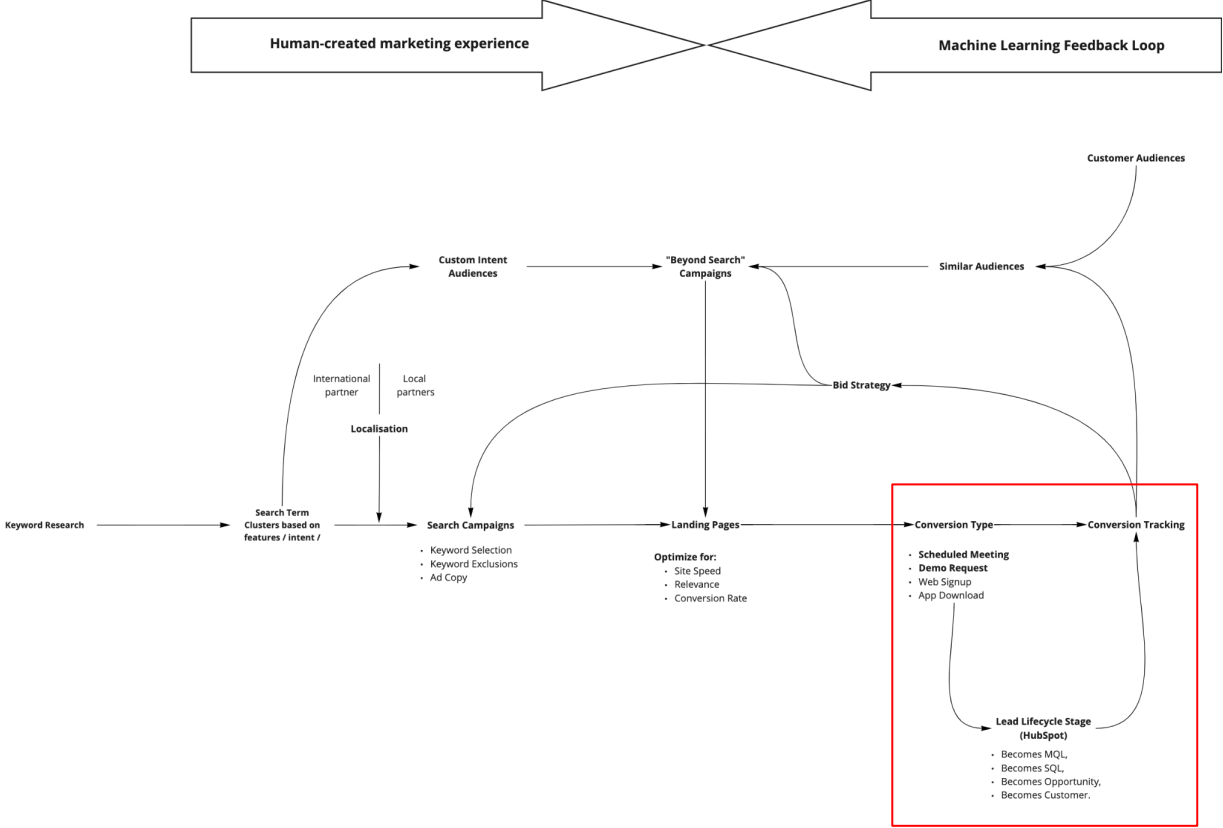 Human-created marketing experience
Machine Learning Feedback Loop
Customer Audiences
Custom Intent
Audiences
"Beyond Search"
Campaigns
Similar Audiences
International
partner
Local
partners
Bid Strategy
Localisation
Keyword Research
Search Term
Clusters based on
features / intent /
Search Campaigns
• Keyword Selection
• Keyword Exclusions
• Ad Copy
Landing Pages
Optimize for:
• Site Speed
• Relevance
• Conversion Rate
Conversion Type
• Scheduled Meeting
• Demo Request
• Web Signup
• App Download
Conversion Tracking
Lead Lifecycle Stage
(HubSpot)
• Becomes MQL,
• Becomes SQL,
• Becomes Opportunity,
• Becomes Customer.